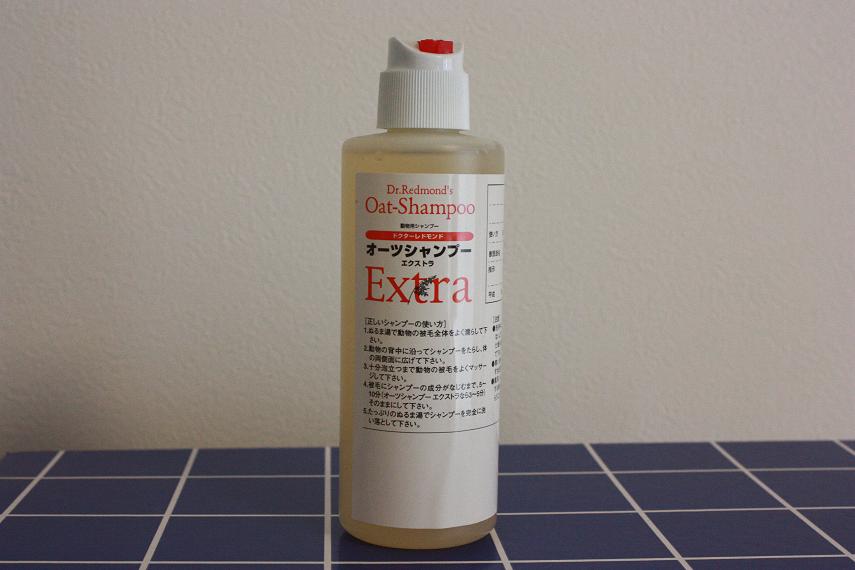 Dr.Redmond's
Oat-Shampoo
動物用シャンプー
ドクターレドモンド
オーツシャンプー
エクストラ
Extra
[正しいシャンプーの使い方]
1.ぬるま湯で動物の被毛全体をよく濡らして下
さい。
2.動物の背中に沿ってシャンプーをたらし、体
の両側面に広げて下さい。
3.十分泡立つまで動物の被毛をよくマッサー
ジして下さい。
4.被毛にシャンプーの成分がなじむまで、5〜
10分(オーツシャンプー エクストラなら3〜5分)
そのままにして下さい。
5.たっぷりのぬるま湯でシャンプーを完全に洗
い落として下さい。
使い方